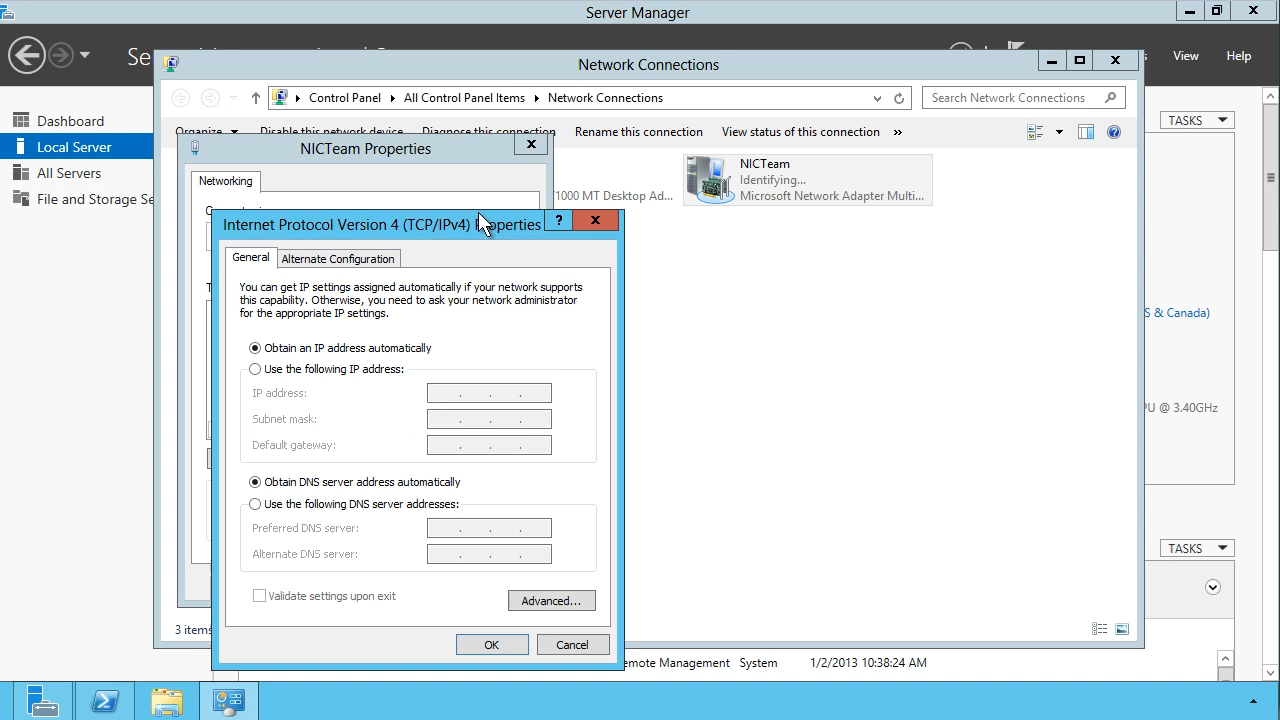 Server Manager
View
Help
Network Connections
Control Panel
All Control Panel Items
Network Connections
Search Network Connections
Organize
Disable this network device
Diagnose this connection
Rename this connection
View status of this connection
»
Dashboard
Local Server
All Servers
File and Storage Se
TASKS
NICTeam Properties
Networking
/1000 MT Desktop Ad...
NICTeam
Identifying...
Microsoft Network Adapter Multi...
Internet Protocol Version 4 (TCP/IPv4) Properties
?
General
Alternate Configuration
You can get IP settings assigned automatically if your network supports
this capability. Otherwise, you need to ask your network administrator
for the appropriate IP settings.
Obtain an IP address automatically
Use the following IP address:
IP address:
Subnet mask:
Default gateway:
Obtain DNS server address automatically
Use the following DNS server addresses:
Preferred DNS server:
Alternate DNS server:
Validate settings upon exit
Advanced...
OK
Cancel
S & Canada)
PU @ 3.40GHz
TASKS
3 items
emote Management
System
1/2/2013 10:38:24 AM